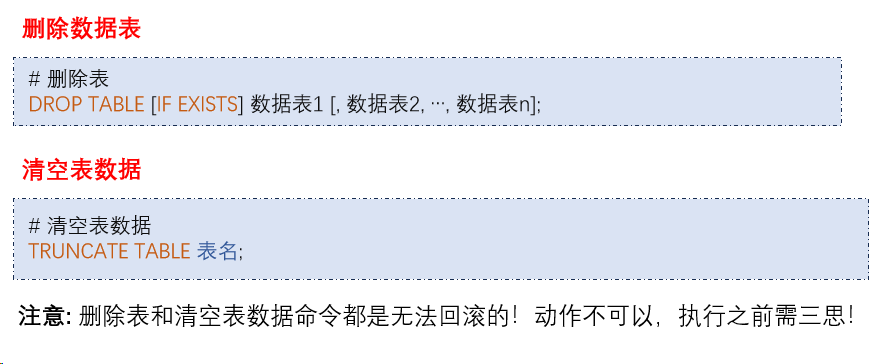 删除数据表
# 删除表
DROP TABLE [IF EXISTS] 数据表1 [, 数据表2, ···, 数据表n];
清空表数据
# 清空表数据
TRUNCATE TABLE 表名;
注意: 删除表和清空表数据命令都是无法回滚的！动作不可以，执行之前需三思！